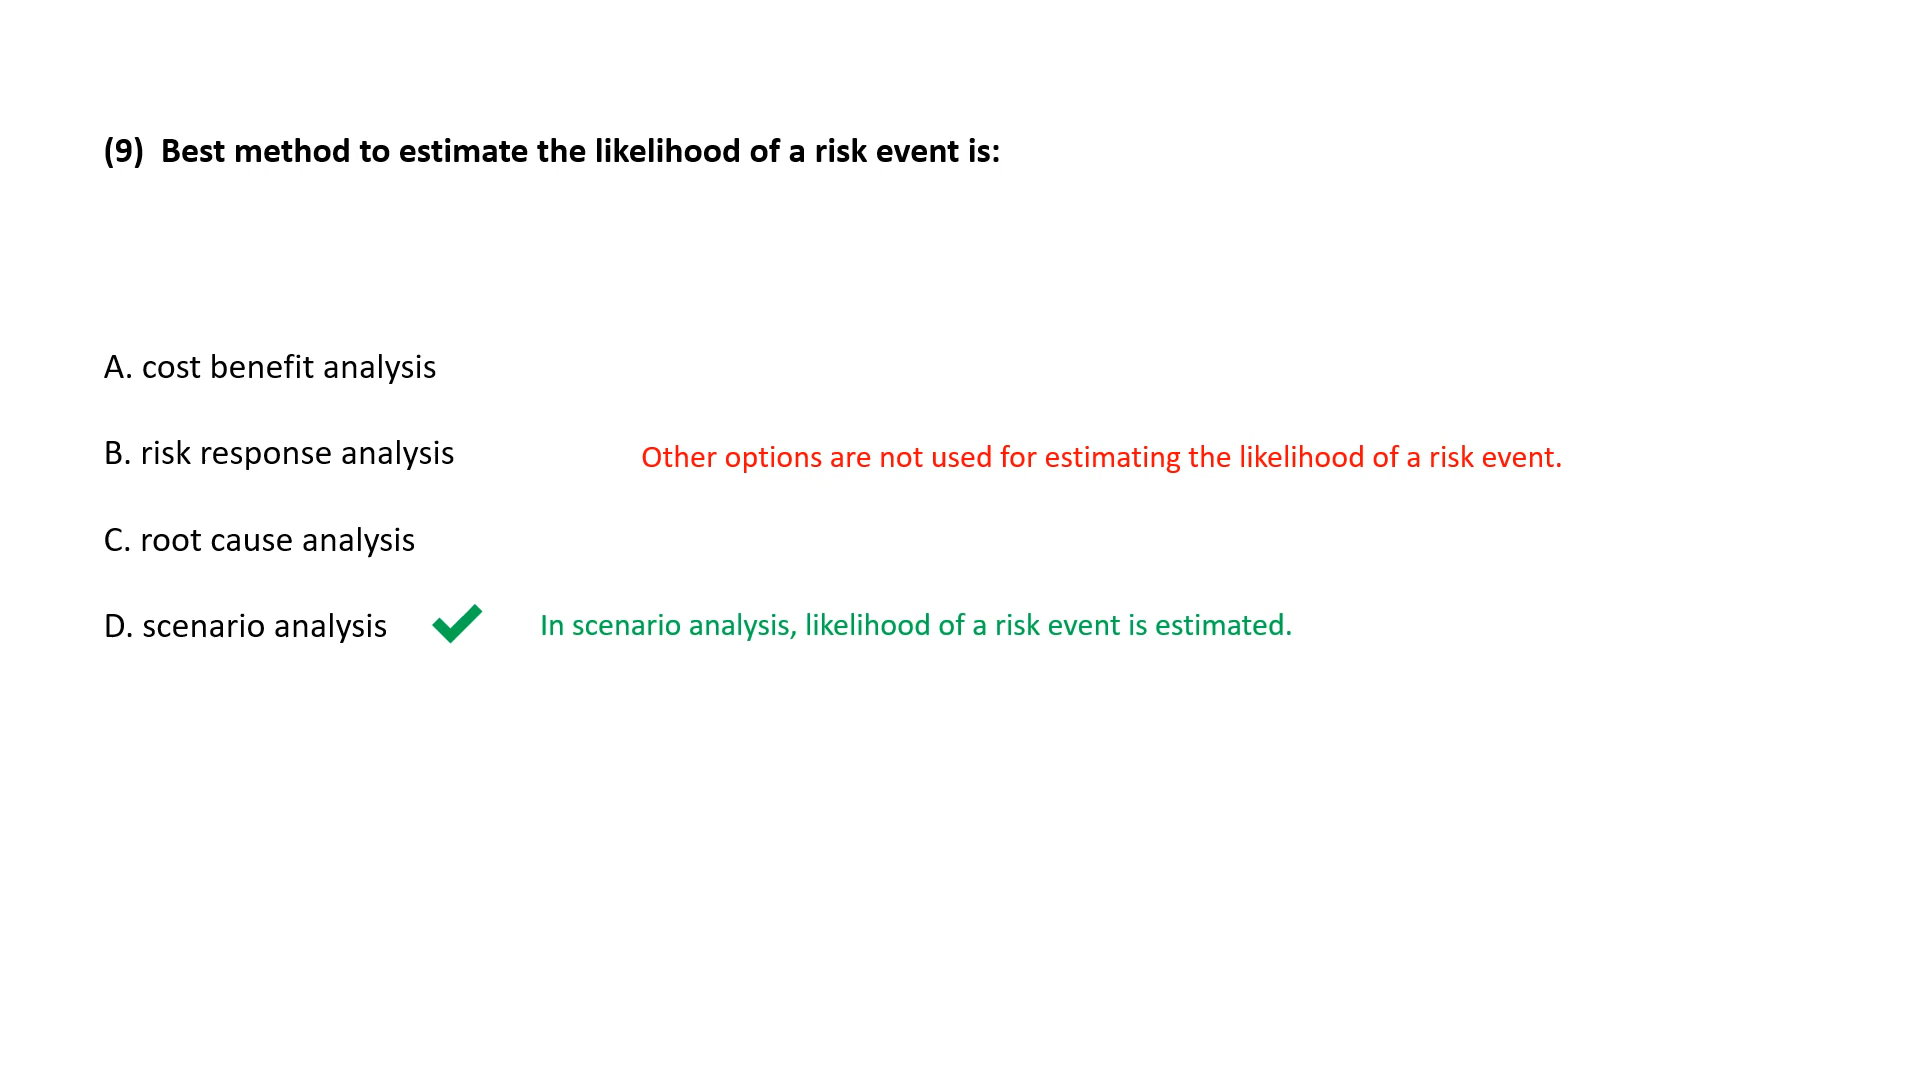 (9) Best method to estimate the likelihood of a risk event is:
A. cost benefit analysis
B. risk response analysis
Other options are not used for estimating the likelihood of a risk event.
C. root cause analysis
D. scenario analysis
In scenario analysis, likelihood of a risk event is estimated.